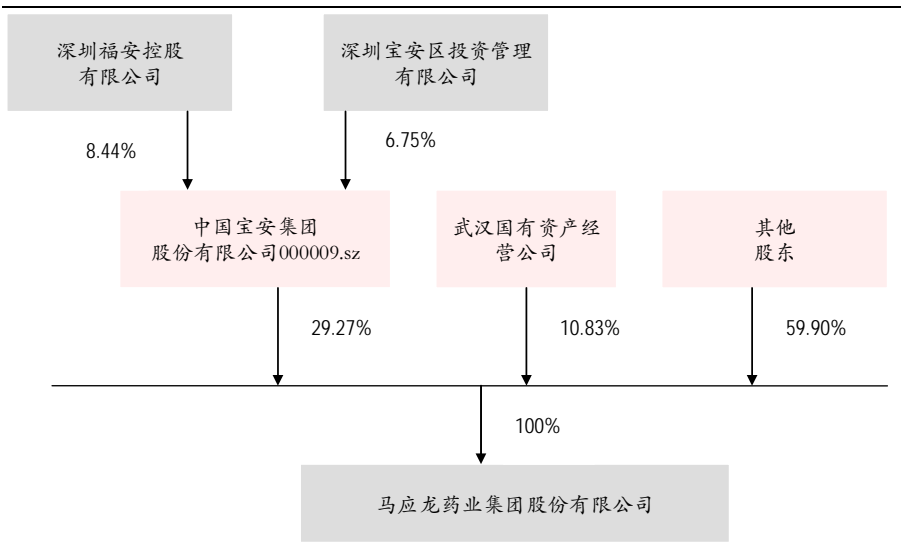 深圳福安控股
有限公司
深圳宝安区投资管理
有限公司
8.44%
6.75%
中国宝安集团
股份有限公司000009.sz
武汉国有资产经
营公司
其他
股东
29.27%
10.83%
59.90%
100%
马应龙药业集团股份有限公司